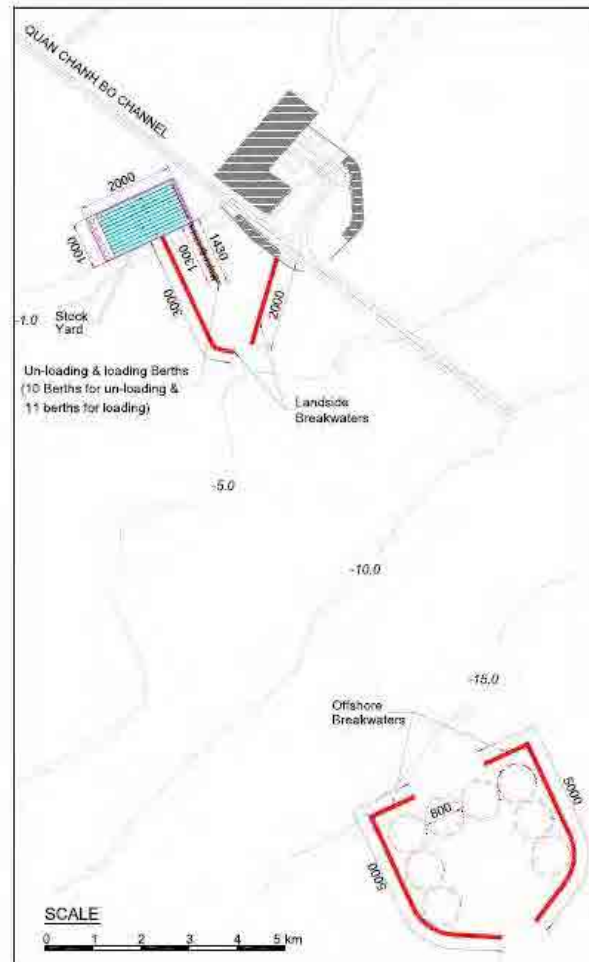 QUAN CHANH BO CHANNEL
2000
1000
1430
1300
3000
2000
-1.0
Stock
Yard
Un-loading & loading Berths
(10 Berths for un-loading &
11 berths for loading)
Landside
Breakwaters
-5.0
-10.0
-15.0
Offshore
Breakwaters
600
5000
5000
SCALE
0 1 2 3 4 5 km